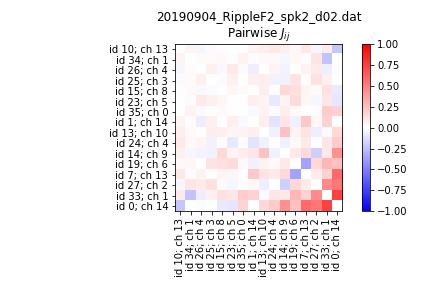 20190904_RippleF2_spk2_d02.dat
Pairwise Jij
id 10; ch 13
id 34; ch 1
id 26; ch 4
id 25; ch 3
id 15; ch 8
id 23; ch 5
id 35; ch 0
id 1; ch 14
id 13; ch 10
id 24; ch 4
id 14; ch 9
id 19; ch 6
id 7; ch 13
id 27; ch 2
id 33; ch 1
id 0; ch 14
id 10; ch 13
id 34; ch 1
id 26; ch 4
id 25; ch 3
id 15; ch 8
id 23; ch 5
id 35; ch 0
id 1; ch 14
id 13; ch 10
id 24; ch 4
id 14; ch 9
id 19; ch 6
id 7; ch 13
id 27; ch 2
id 33; ch 1
id 0; ch 14
1.00
0.75
0.50
0.25
0.00
−0.25
−0.50
−0.75
−1.00